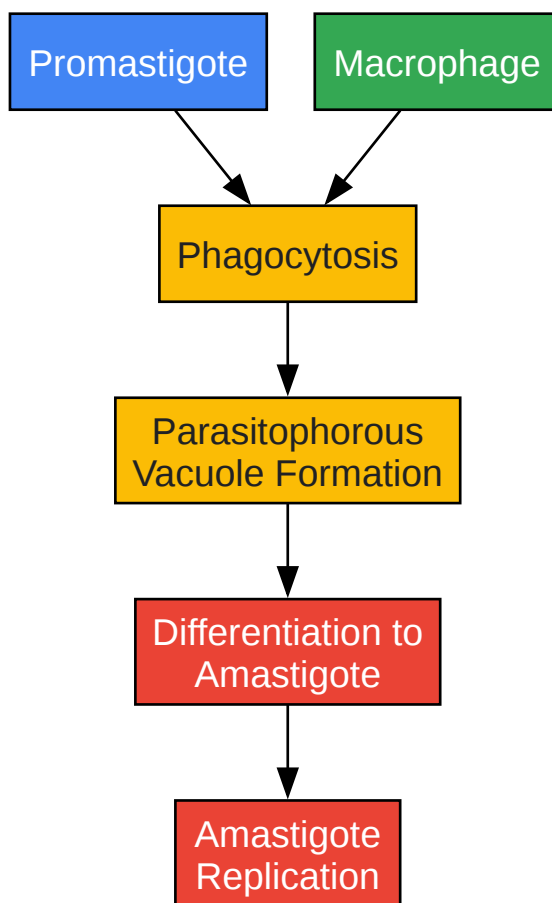 Promastigote
Macrophage
Phagocytosis
Parasitophorous
Vacuole Formation
Differentiation to
Amastigote
Amastigote
Replication